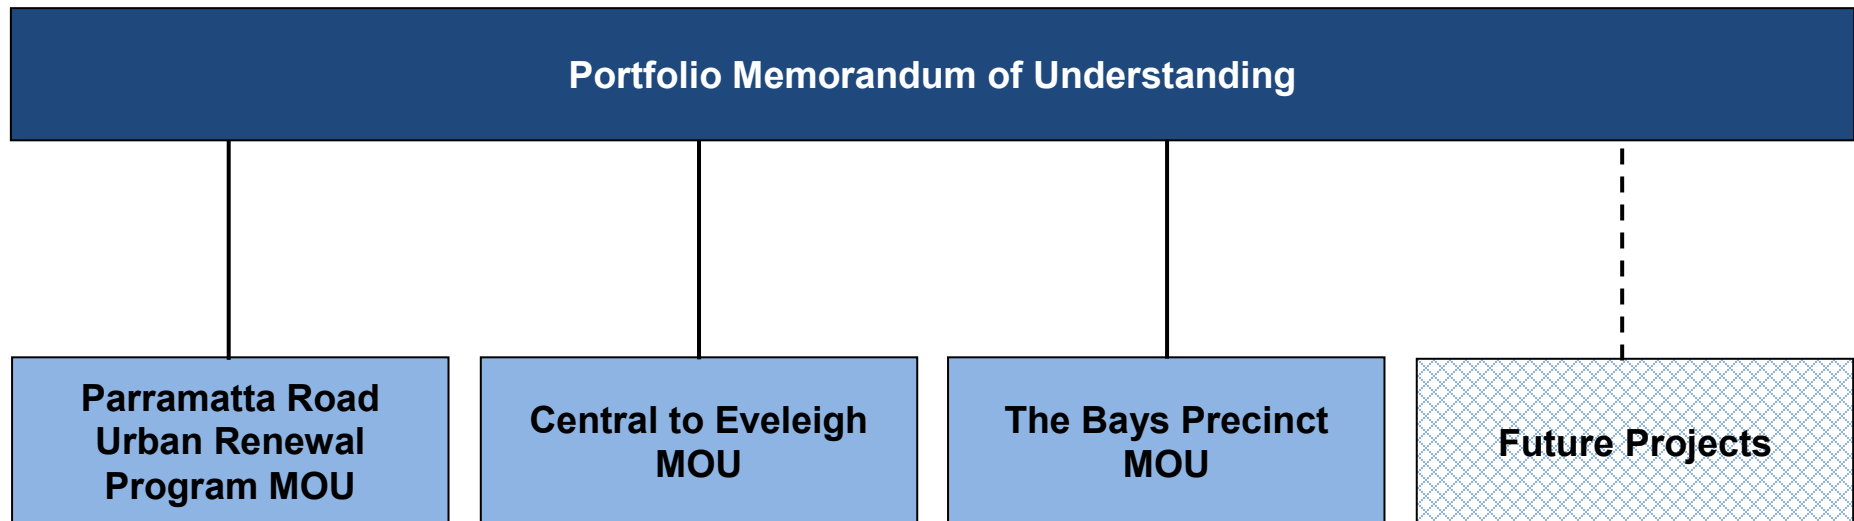 Portfolio Memorandum of Understanding
Parramatta Road
Urban Renewal
Program MOU
Central to Eveleigh
MOU
The Bays Precinct
MOU
Future Projects